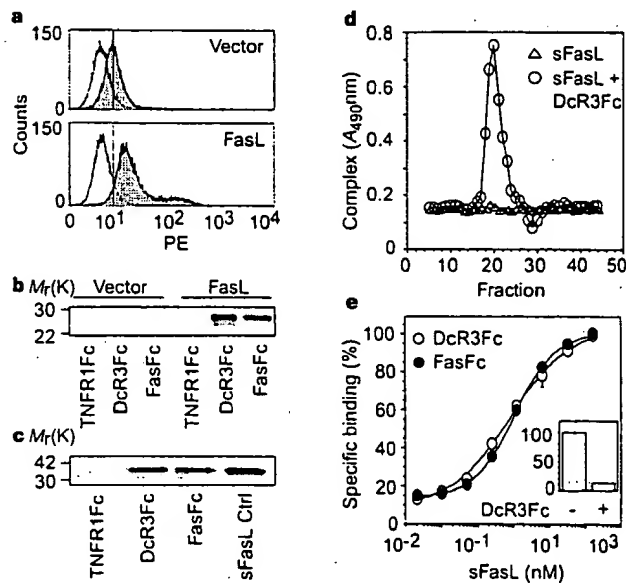 a
150
Vector
0
Counts
150
FasL
0
0 10¹ 10² 10³ 10⁴
PE
b Mr(K) Vector FasL
30
22
TNFR1Fc
DcR3Fc
FasFc
TNFR1Fc
DcR3Fc
FasFc
c Mr(K)
42
30
TNFR1Fc
DcR3Fc
FasFc
sFasL Ctrl
d
Complex (A490nm)
0.8
0.6
0.4
0.2
0
△ sFasL
○ sFasL +
DcR3Fc
0 10 20 30 40 50
Fraction
e
Specific binding (%)
100
80
60
40
20
0
○ DcR3Fc
● FasFc
100
50
0
DcR3Fc - +
10⁻² 10⁻¹ 10¹ 10³
sFasL (nM)